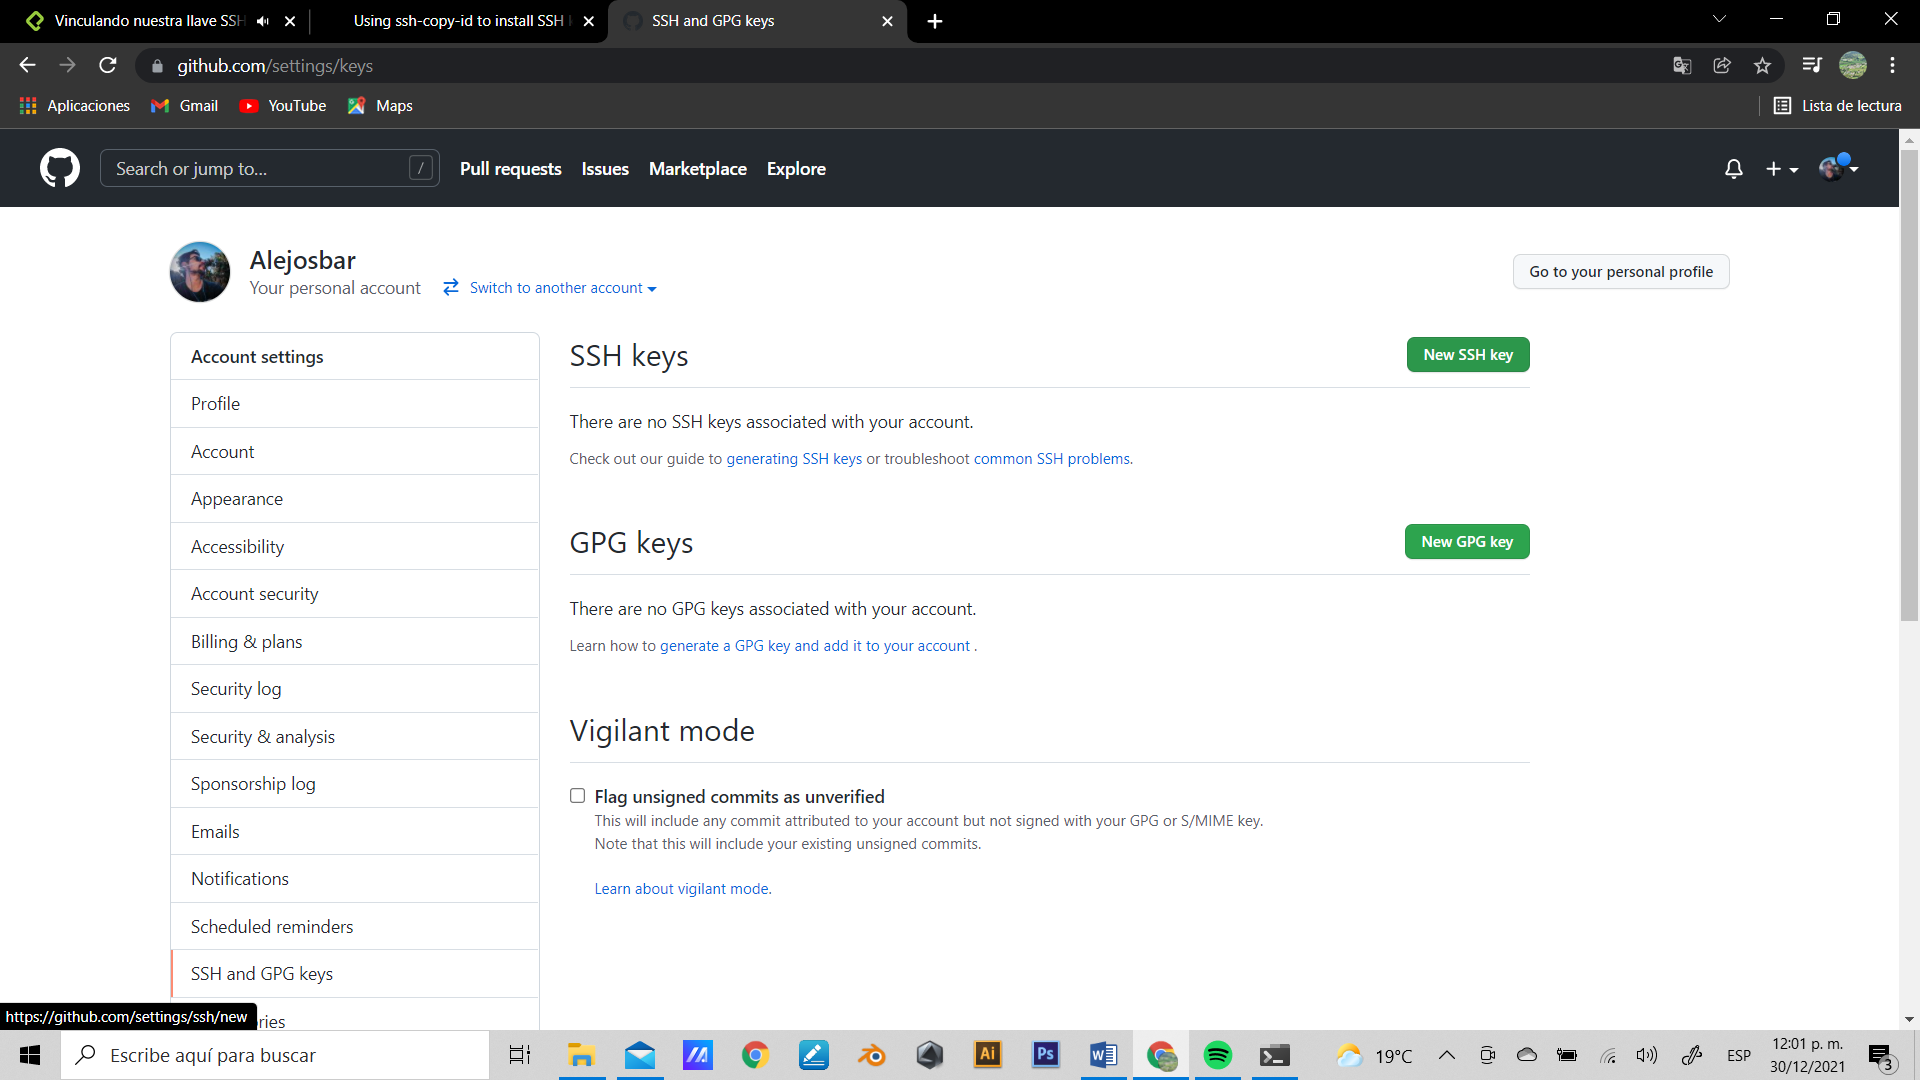 Vinculando nuestra llave SSH
Using ssh-copy-id to install SSH
SSH and GPG keys
github.com/settings/keys
Aplicaciones
Gmail
YouTube
Maps
Lista de lectura
Search or jump to...
/
Pull requests
Issues
Marketplace
Explore
Alejosbar
Your personal account
Switch to another account
Go to your personal profile
Account settings
Profile
Account
Appearance
Accessibility
Account security
Billing & plans
Security log
Security & analysis
Sponsorship log
Emails
Notifications
Scheduled reminders
SSH and GPG keys
SSH keys
New SSH key
There are no SSH keys associated with your account.
Check out our guide to generating SSH keys or troubleshoot common SSH problems.
GPG keys
New GPG key
There are no GPG keys associated with your account.
Learn how to generate a GPG key and add it to your account .
Vigilant mode
Flag unsigned commits as unverified
This will include any commit attributed to your account but not signed with your GPG or S/MIME key.
Note that this will include your existing unsigned commits.
Learn about vigilant mode.
https://github.com/settings/ssh/new
ries
Escribe aquí para buscar
Ai
Ps
19°C
ESP
12:01 p. m.
30/12/2021
3